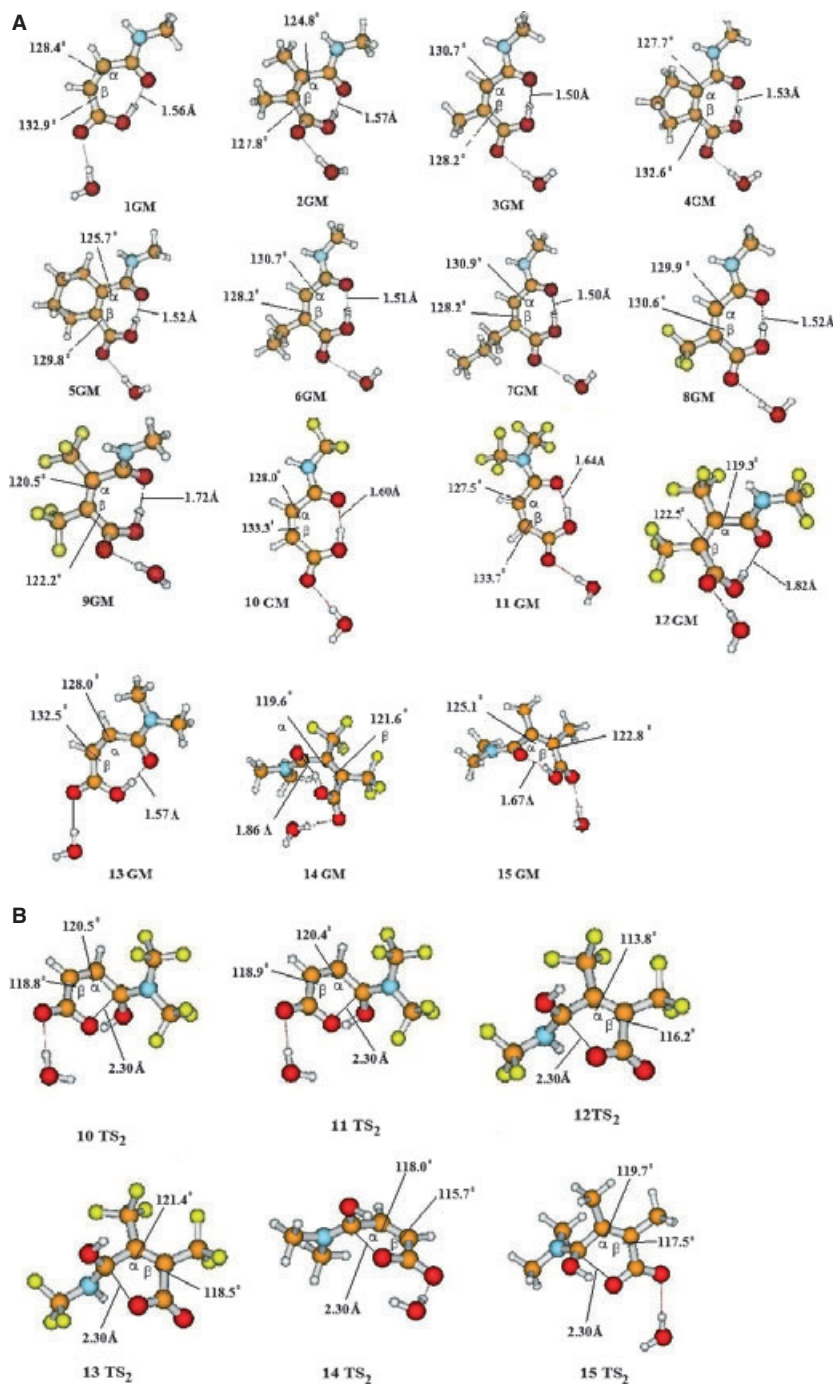 A
128.4°
α
β
1.56Å
132.9°
1GM
124.8°
α
β
1.57Å
127.8°
2GM
130.7°
α
β
1.50Å
128.2°
3GM
127.7°
α
β
1.53Å
132.6°
4GM
125.7°
α
β
1.52Å
129.8°
5GM
130.7°
128.2°
α
β
1.51Å
6GM
130.9°
128.2°
α
β
1.50Å
7GM
129.9°
130.6°
α
β
1.52Å
8GM
120.5°
α
β
1.72Å
122.2°
9GM
128.0°
133.3°
α
β
1.60Å
10 GM
1.64Å
127.5°
α
β
133.7°
11 GM
119.3°
122.5°
α
β
1.82Å
12 GM
128.0°
132.5°
α
β
1.57Å
13 GM
119.6°
α
121.6°
β
1.86 Å
14 GM
125.1°
α
β
122.8°
1.67Å
15 GM
B
120.5°
118.8°
β
α
2.30Å
10 TS2
120.4°
118.9°
β
α
2.30Å
11 TS2
113.8°
α
β
116.2°
2.30Å
12TS2
121.4°
α
β
118.5°
2.30Å
13 TS2
118.0°
115.7°
α
β
2.30Å
14 TS2
119.7°
α
β
117.5°
2.30Å
15 TS2